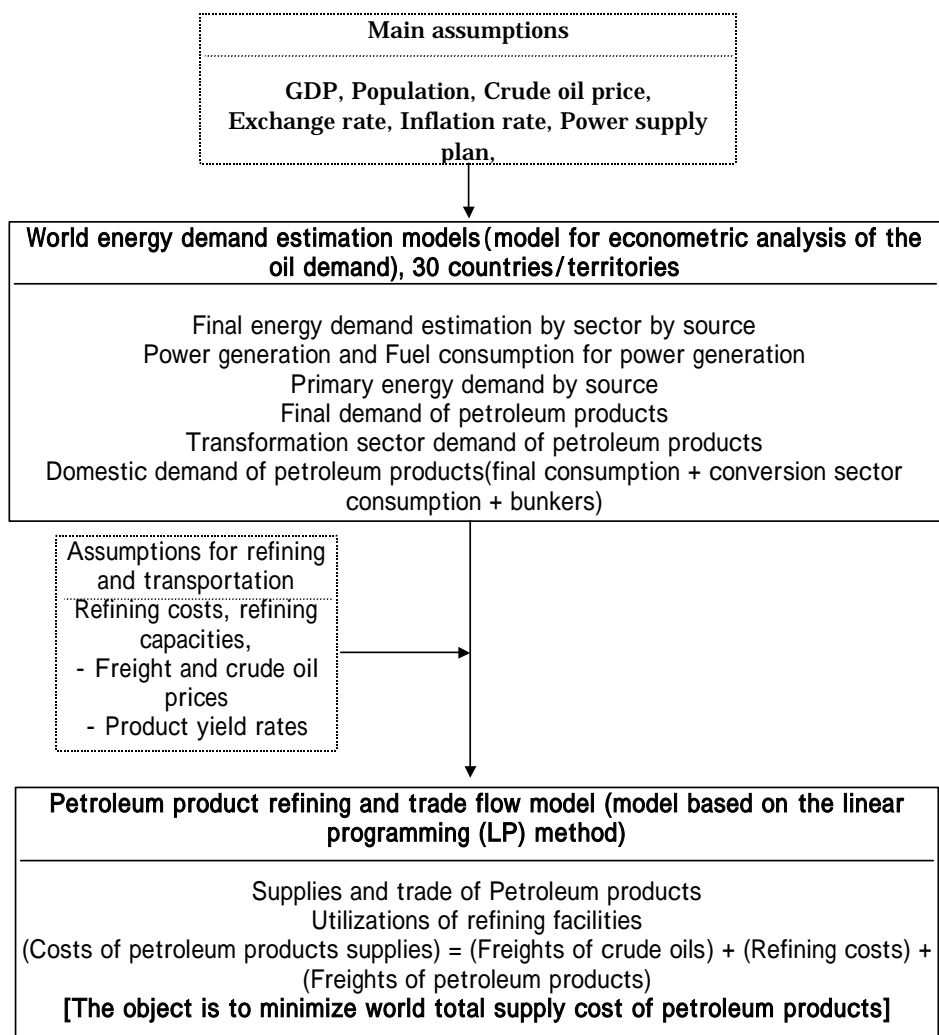 Main assumptions
GDP, Population, Crude oil price,
Exchange rate, Inflation rate, Power supply
plan,
World energy demand estimation models (model for econometric analysis of the
oil demand), 30 countries/territories
Final energy demand estimation by sector by source
Power generation and Fuel consumption for power generation
Primary energy demand by source
Final demand of petroleum products
Transformation sector demand of petroleum products
Domestic demand of petroleum products(final consumption + conversion sector
consumption + bunkers)
Assumptions for refining
and transportation
Refining costs, refining
capacities,
- Freight and crude oil
prices
- Product yield rates
Petroleum product refining and trade flow model (model based on the linear
programming (LP) method)
Supplies and trade of Petroleum products
Utilizations of refining facilities
(Costs of petroleum products supplies) = (Freights of crude oils) + (Refining costs) +
(Freights of petroleum products)
[The object is to minimize world total supply cost of petroleum products]